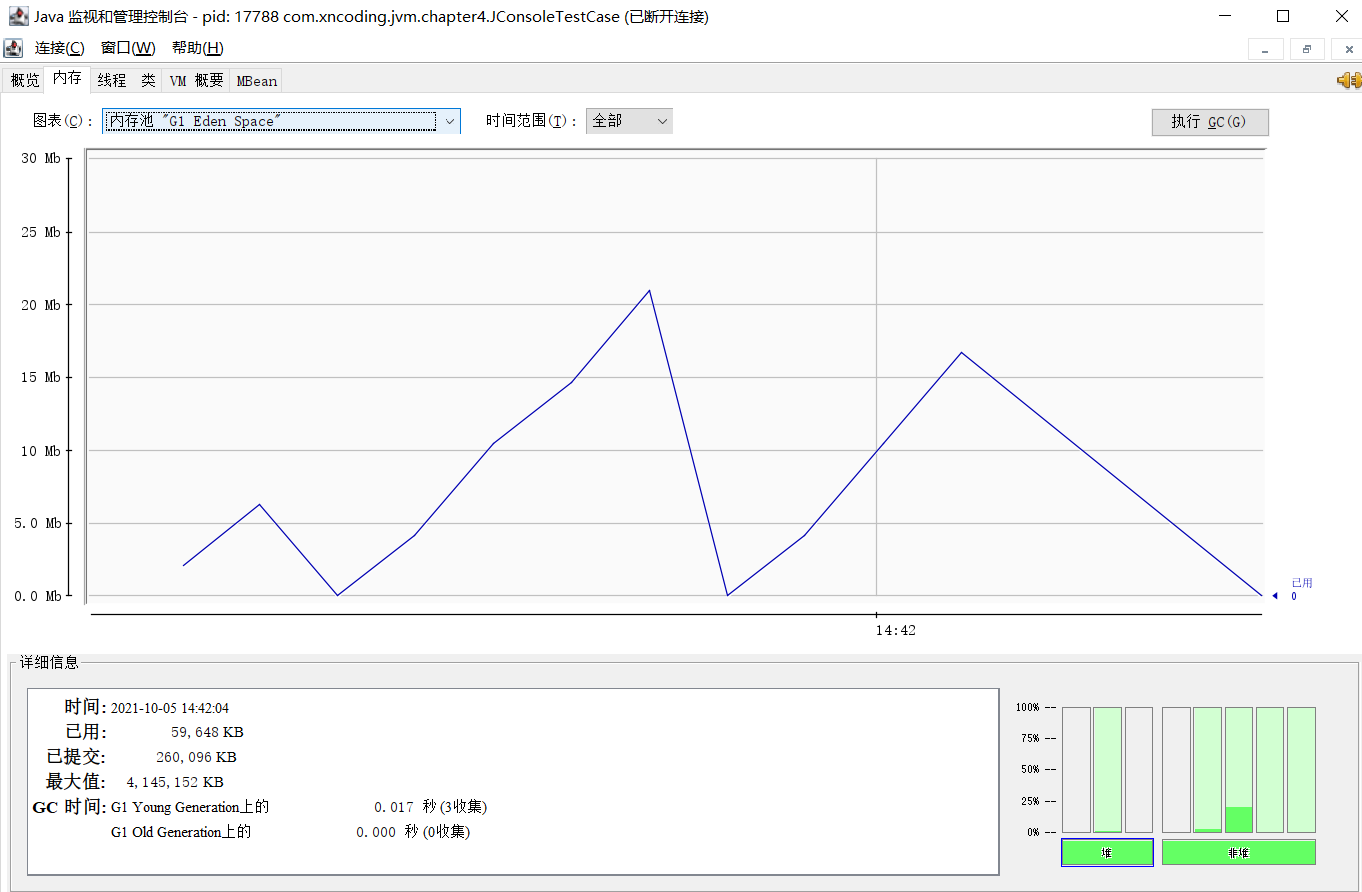 Java 监视和管理控制台 - pid: 17788 com.xncoding.jvm.chapter4.JConsoleTestCase (已断开连接)
连接(C) 窗口(W) 帮助(H)
概览 内存 线程 类 VM 概要 MBean
图表(C): 内存池 "G1 Eden Space" 时间范围(T): 全部 执行 GC(G)
30 Mb
25 Mb
20 Mb
15 Mb
10 Mb
5.0 Mb
0.0 Mb
已用
0
14:42
详细信息
时间: 2021-10-05 14:42:04
已用: 59,648 KB
已提交: 260,096 KB
最大值: 4,145,152 KB
GC 时间: G1 Young Generation上的 0.017 秒 (3收集)
G1 Old Generation上的 0.000 秒 (0收集)
100% --
75% --
50% --
25% --
0% --
堆 非堆